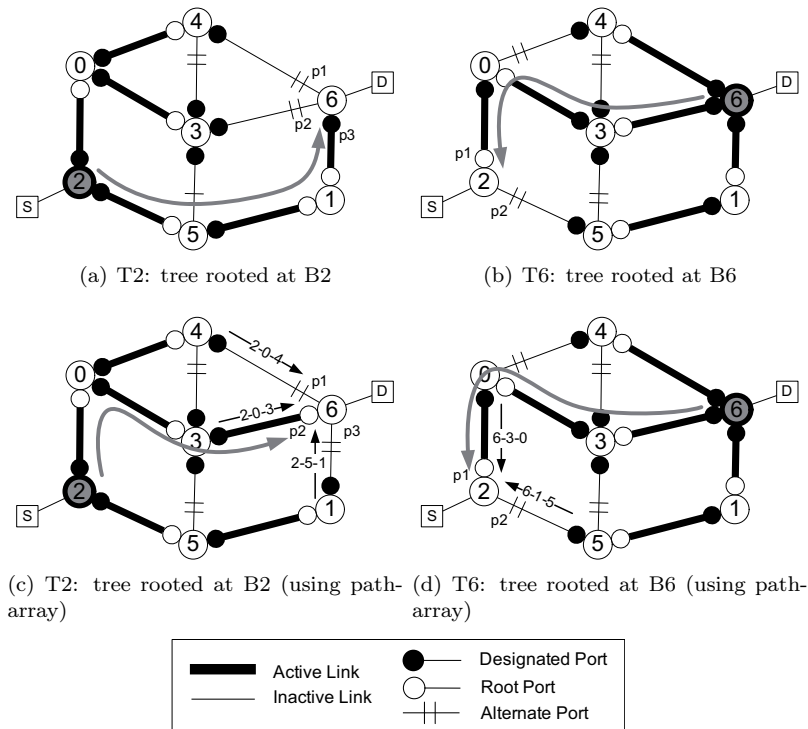 4
0
p1
D
6
3
p2
p3
2
1
S
5
(a) T2: tree rooted at B2
4
0
D
6
3
p1
2
1
S
p2
5
(b) T6: tree rooted at B6
4
2-0-4
0
p1
D
2-0-3
6
3
p2
p3
2-5-1
2
1
S
5
(c) T2: tree rooted at B2 (using path-
array)
4
0
D
6
3
6-3-0
p1
2
6-1-5
1
S
p2
5
(d) T6: tree rooted at B6 (using path-
array)
Active Link
Inactive Link
Designated Port
Root Port
Alternate Port